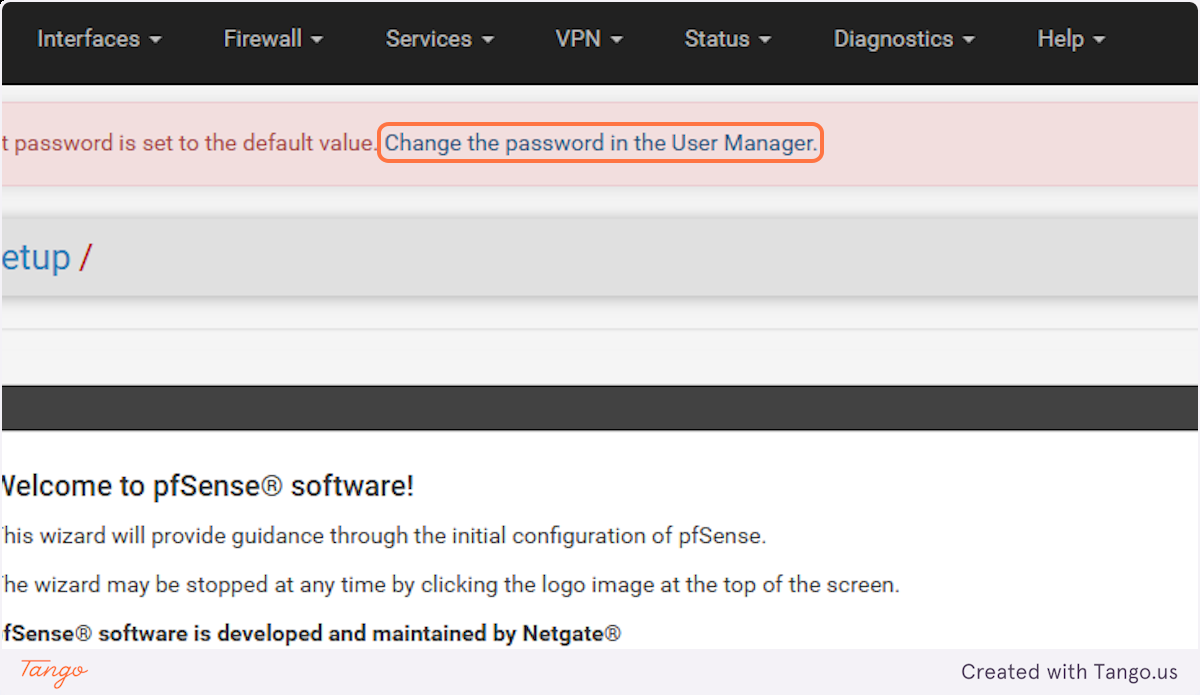 Interfaces Firewall Services VPN Status Diagnostics Help
t password is set to the default value. Change the password in the User Manager.
etup /
Welcome to pfSense® software!
his wizard will provide guidance through the initial configuration of pfSense.
he wizard may be stopped at any time by clicking the logo image at the top of the screen.
fSense® software is developed and maintained by Netgate®
Tango Created with Tango.us